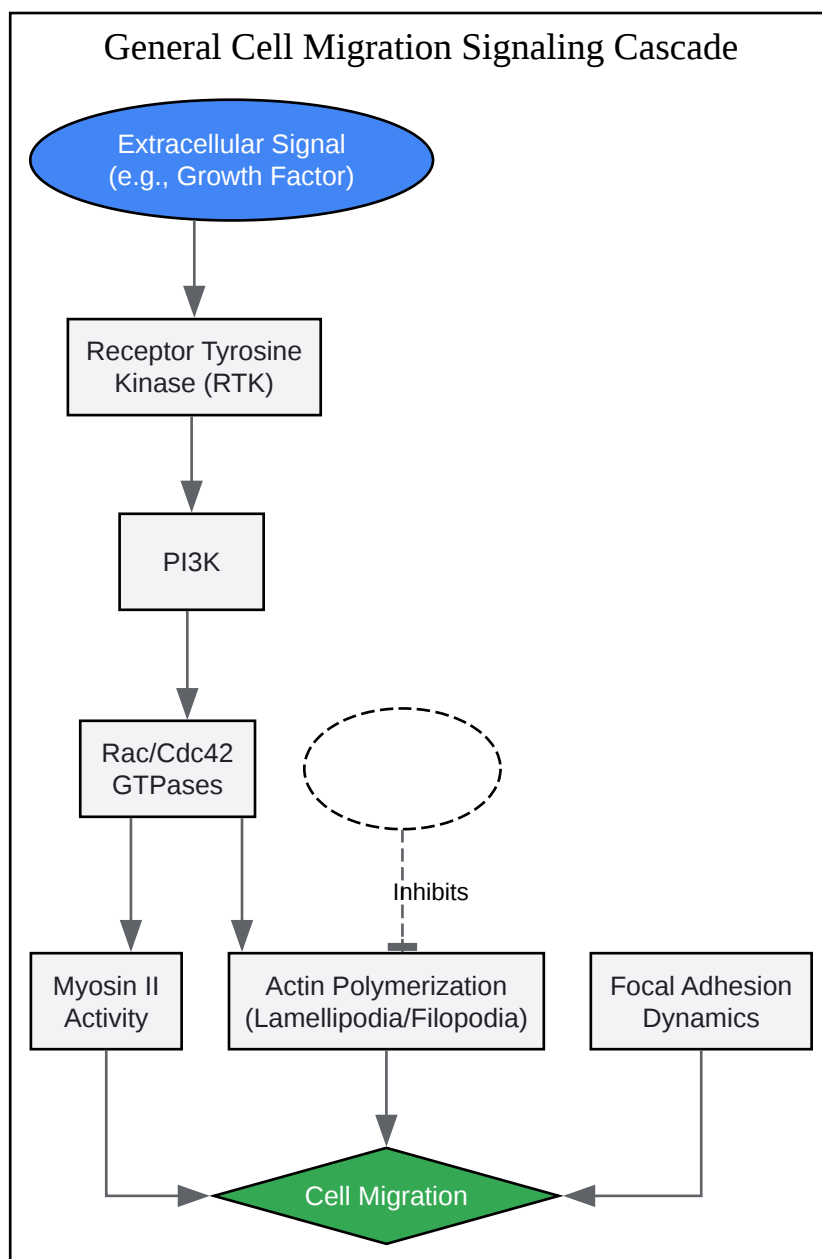 General Cell Migration Signaling Cascade
Extracellular Signal
(e.g., Growth Factor)
Receptor Tyrosine
Kinase (RTK)
PI3K
Rac/Cdc42
GTPases
Inhibits
Myosin II
Activity
Actin Polymerization
(Lamellipodia/Filopodia)
Focal Adhesion
Dynamics
Cell Migration